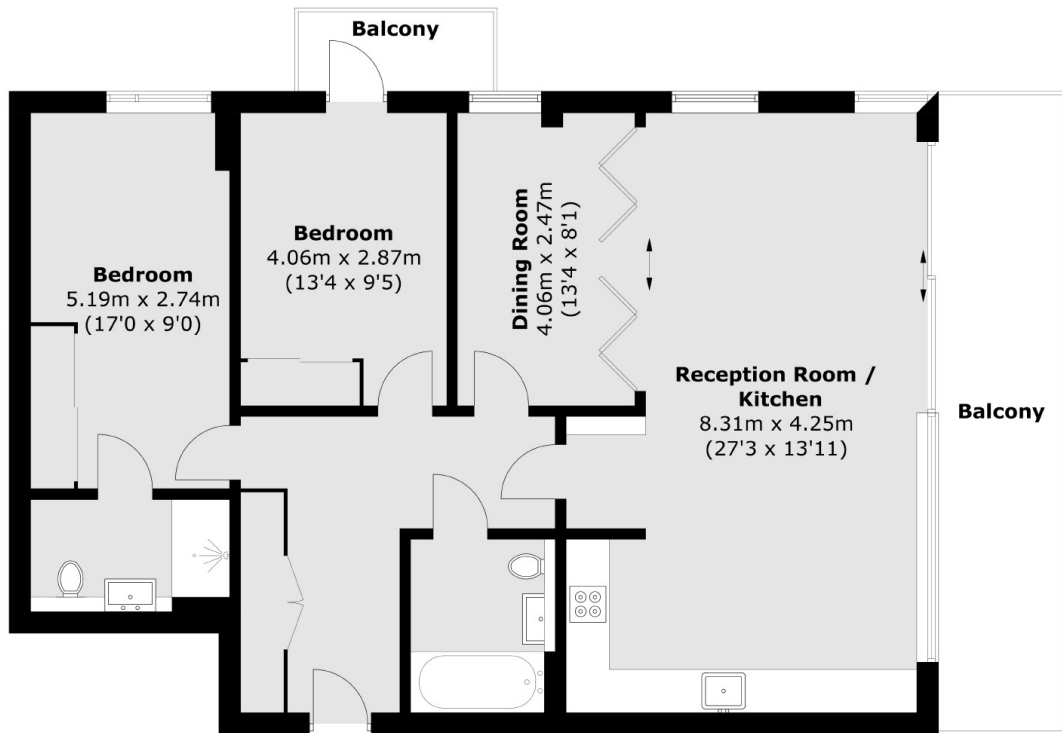 Balcony
Bedroom
5.19m x 2.74m
(17'0 x 9'0)
Bedroom
4.06m x 2.87m
(13'4 x 9'5)
Dining Room
4.06m x 2.47m
(13'4 x 8'1)
Reception Room /
Kitchen
8.31m x 4.25m
(27'3 x 13'11)
Balcony